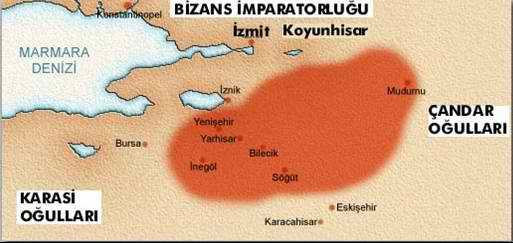 BİZANS İMPARATORLUĞU
Konstantinopel
İzmit Koyunhisar
MARMARA
DENİZİ
Mudurnu
İznik
ÇANDAR
OĞULLARI
Yenişehir
Yarhisar
Bursa
Bilecik
İnegöl
Söğüt
KARASİ
OĞULLARI
Eskişehir
Karacahisar